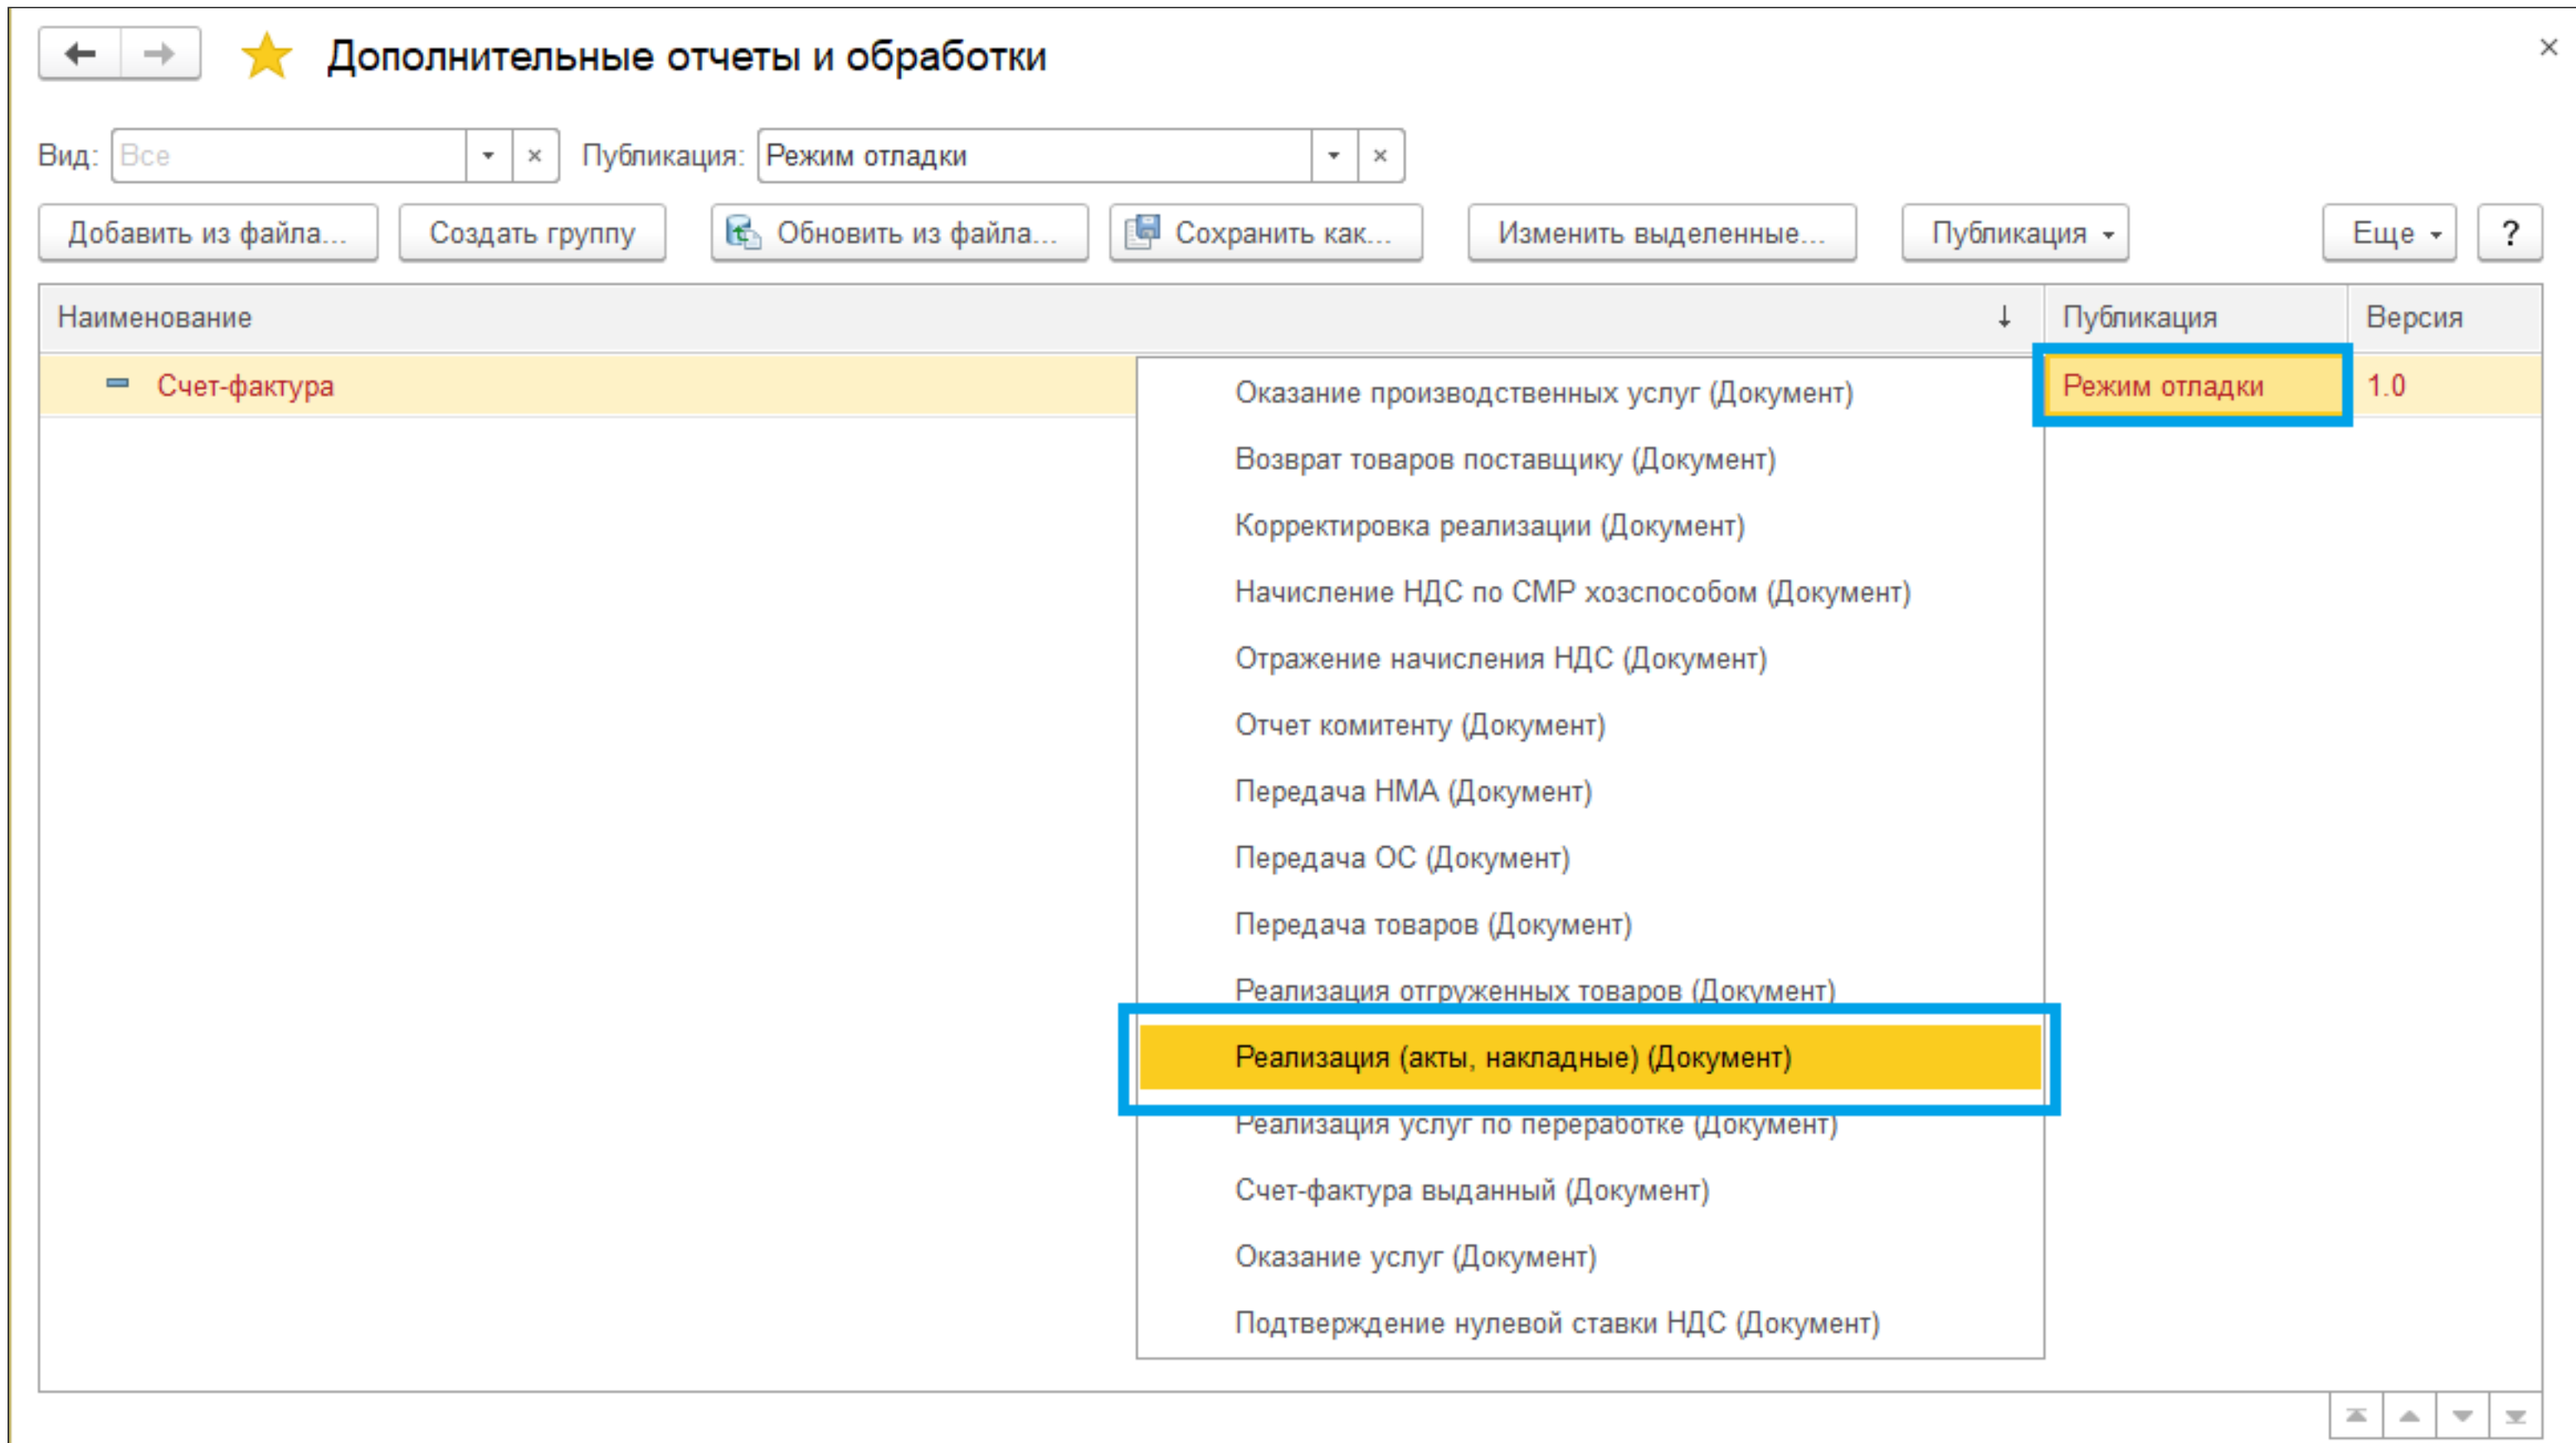 Дополнительные отчеты и обработки
Вид: Все Публикация: Режим отладки
Добавить из файла... Создать группу Обновить из файла... Сохранить как... Изменить выделенные... Публикация Еще ?
Наименование ↓ Публикация Версия
Счет-фактура Режим отладки 1.0
Оказание производственных услуг (Документ)
Возврат товаров поставщику (Документ)
Корректировка реализации (Документ)
Начисление НДС по СМР хозспособом (Документ)
Отражение начисления НДС (Документ)
Отчет комитенту (Документ)
Передача НМА (Документ)
Передача ОС (Документ)
Передача товаров (Документ)
Реализация отгруженных товаров (Документ)
Реализация (акты, накладные) (Документ)
Реализация услуг по переработке (Документ)
Счет-фактура выданный (Документ)
Оказание услуг (Документ)
Подтверждение нулевой ставки НДС (Документ)